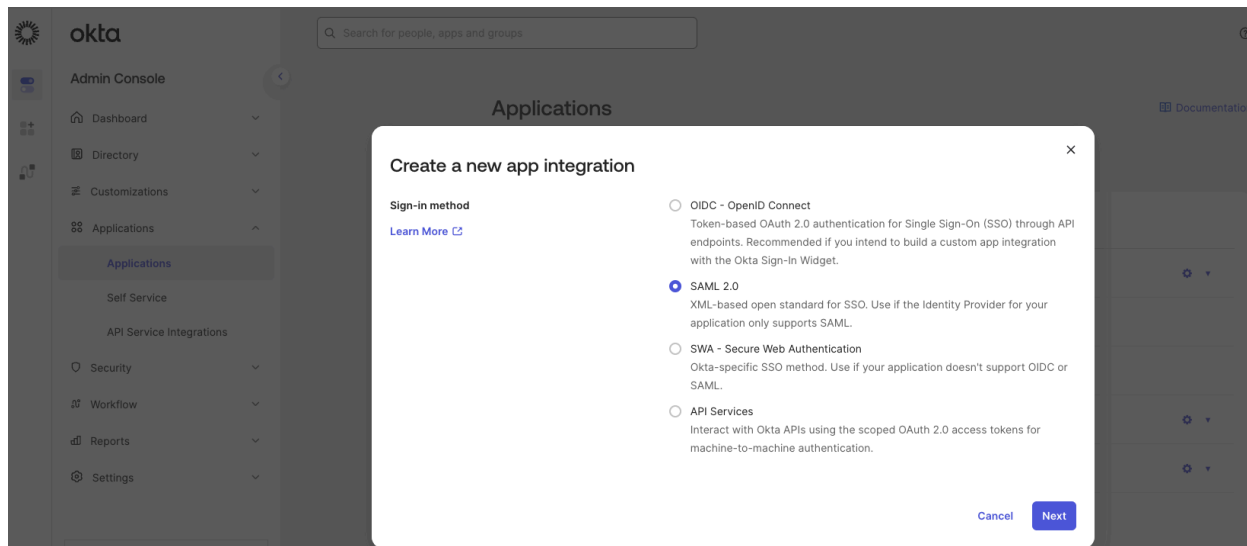 okta
Search for people, apps and groups
Admin Console
Dashboard
Directory
Customizations
Applications
Applications
Self Service
API Service Integrations
Security
Workflow
Reports
Settings
Applications
Documentatio
Create a new app integration
Sign-in method
Learn More
OIDC - OpenID Connect
Token-based OAuth 2.0 authentication for Single Sign-On (SSO) through API
endpoints. Recommended if you intend to build a custom app integration
with the Okta Sign-In Widget.
SAML 2.0
XML-based open standard for SSO. Use if the Identity Provider for your
application only supports SAML.
SWA - Secure Web Authentication
Okta-specific SSO method. Use if your application doesn't support OIDC or
SAML.
API Services
Interact with Okta APIs using the scoped OAuth 2.0 access tokens for
machine-to-machine authentication.
Cancel
Next